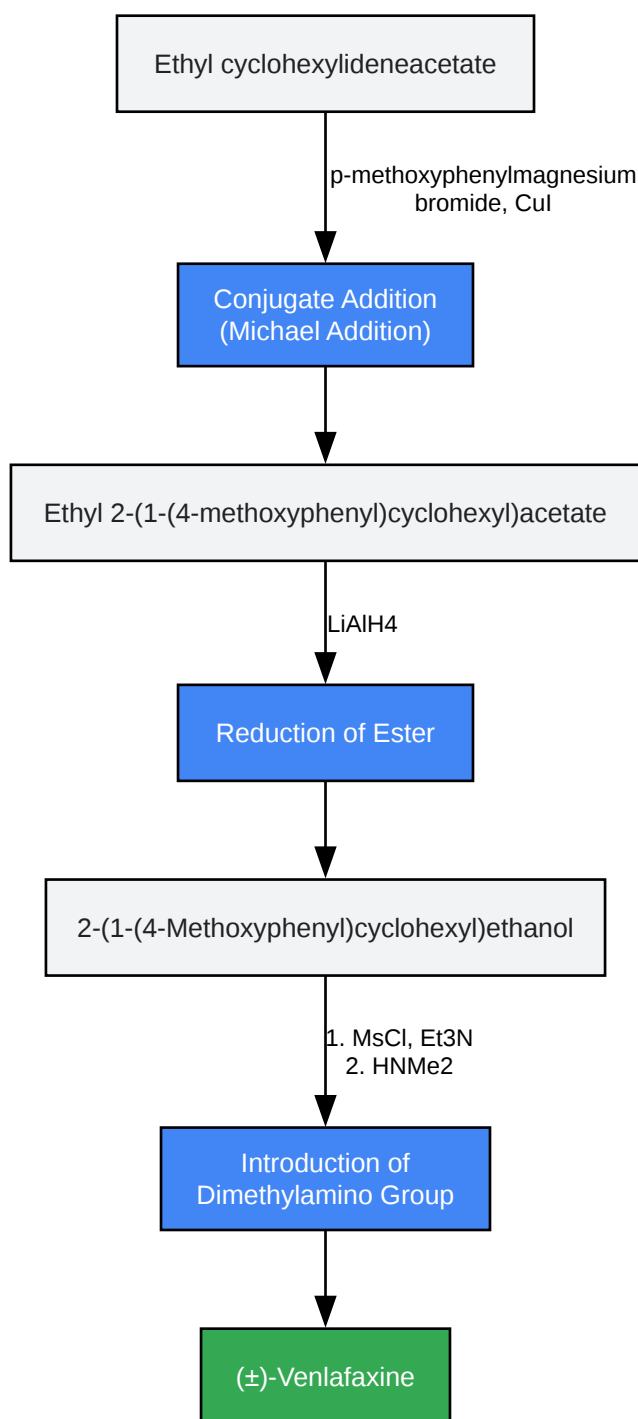 Ethyl cyclohexylideneacetate
p-methoxyphenylmagnesium
bromide, CuI
Conjugate Addition
(Michael Addition)
Ethyl 2-(1-(4-methoxyphenyl)cyclohexyl)acetate
LiAlH4
Reduction of Ester
2-(1-(4-Methoxyphenyl)cyclohexyl)ethanol
1. MsCl, Et3N
2. HNMe2
Introduction of
Dimethylamino Group
(±)-Venlafaxine